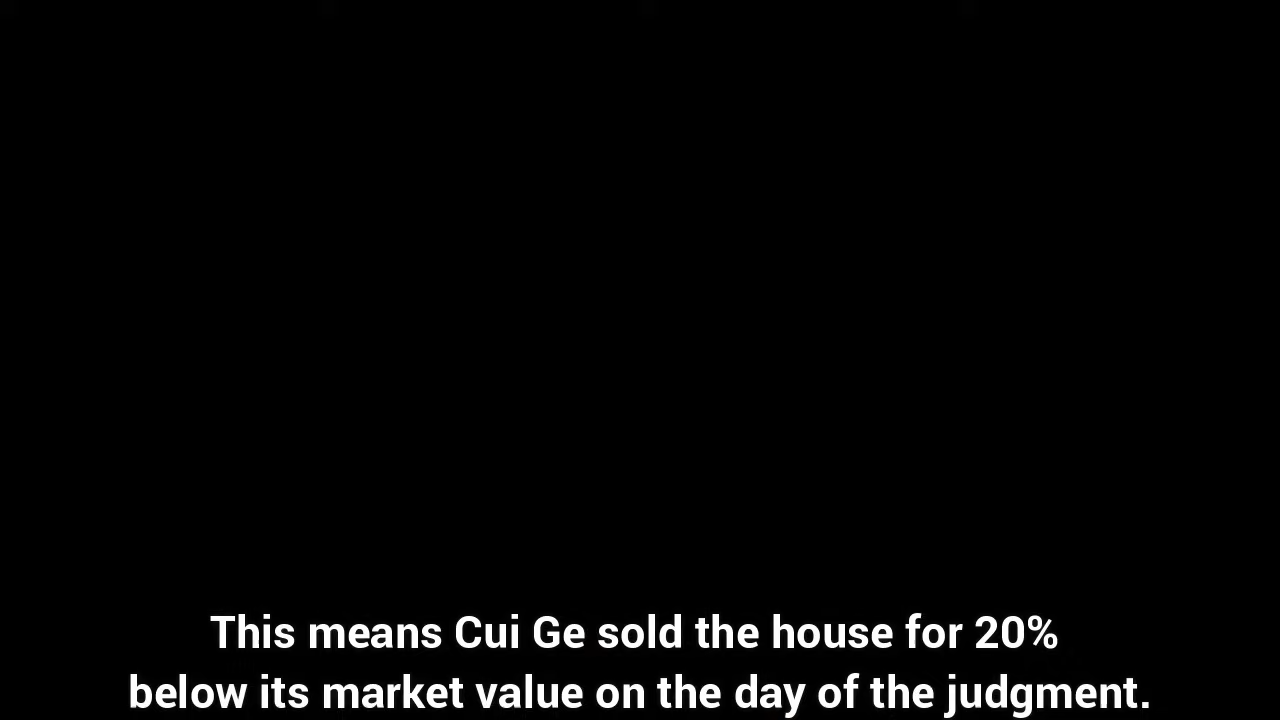 This means Cui Ge sold the house for 20%
below its market value on the day of the judgment.